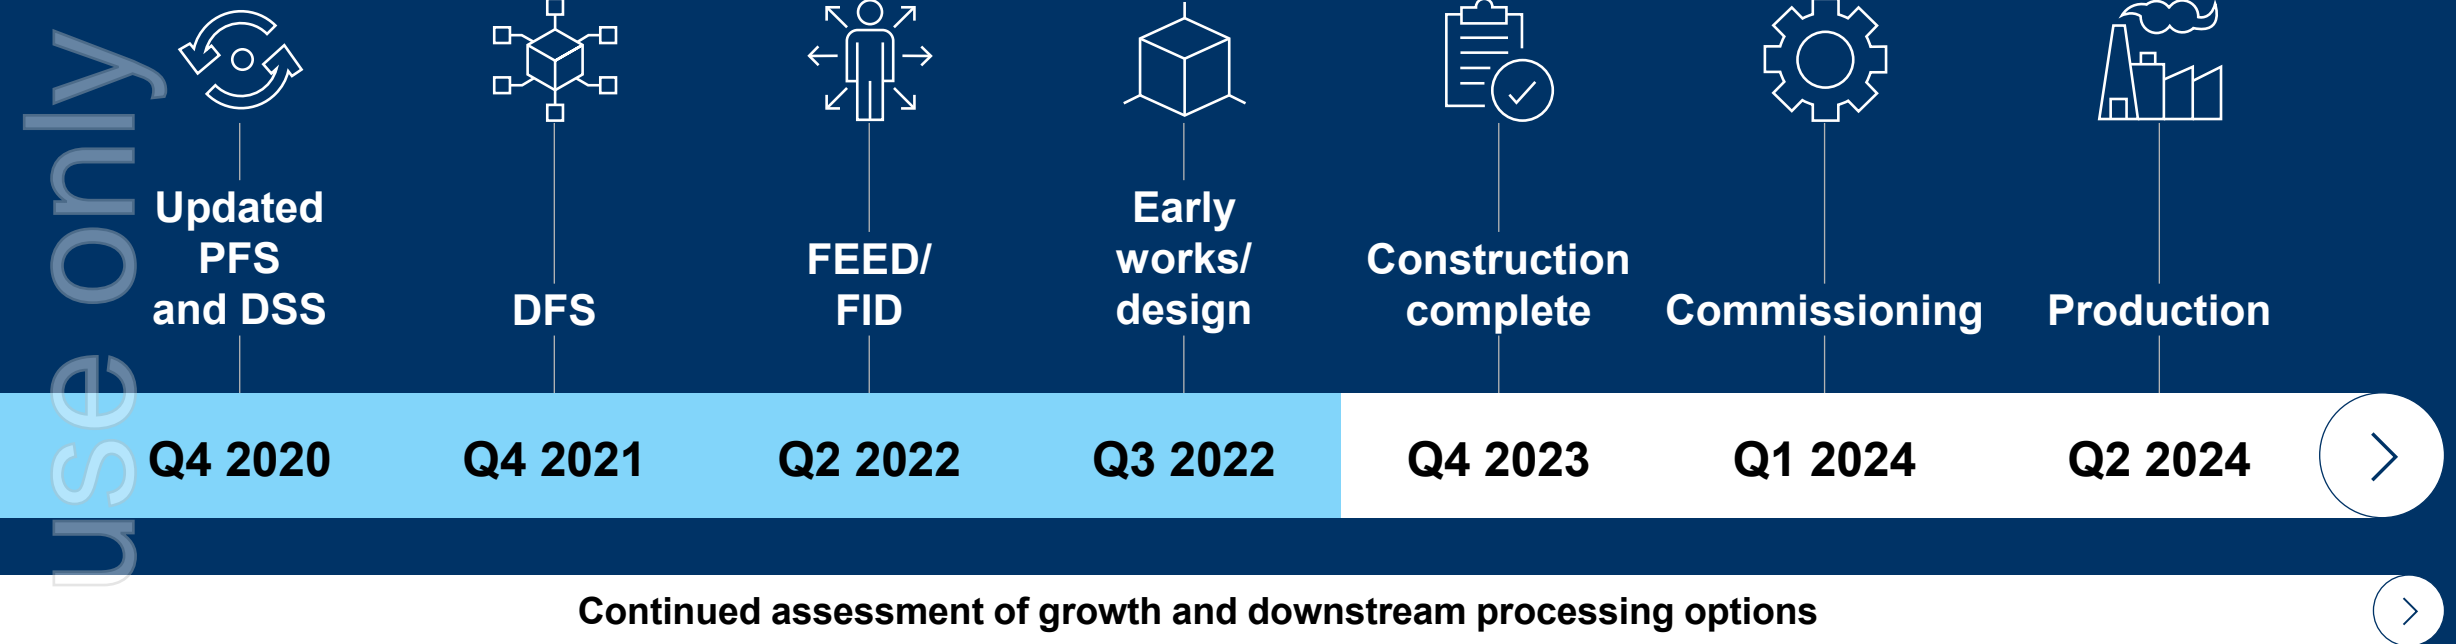 use only
Updated
PFS
and DSS
DFS
FEED/
FID
Early
works/
design
Construction
complete
Commissioning
Production
Q4 2020
Q4 2021
Q2 2022
Q3 2022
Q4 2023
Q1 2024
Q2 2024
Continued assessment of growth and downstream processing options